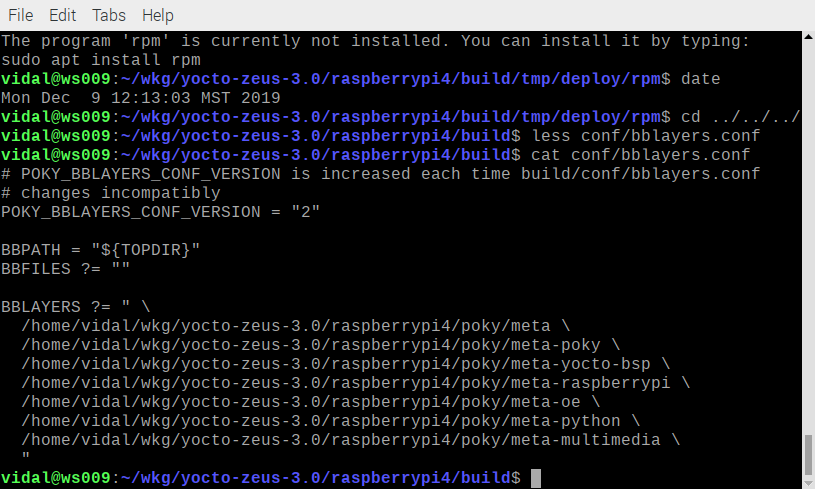 File Edit Tabs Help
The program 'rpm' is currently not installed. You can install it by typing:
sudo apt install rpm
vidal@ws009:~/wkg/yocto-zeus-3.0/raspberrypi4/build/tmp/deploy/rpm$ date
Mon Dec  9 12:13:03 MST 2019
vidal@ws009:~/wkg/yocto-zeus-3.0/raspberrypi4/build/tmp/deploy/rpm$ cd ../../../
vidal@ws009:~/wkg/yocto-zeus-3.0/raspberrypi4/build$ less conf/bblayers.conf
vidal@ws009:~/wkg/yocto-zeus-3.0/raspberrypi4/build$ cat conf/bblayers.conf
# POKY_BBLAYERS_CONF_VERSION is increased each time build/conf/bblayers.conf
# changes incompatibly
POKY_BBLAYERS_CONF_VERSION = "2"

BBPATH = "${TOPDIR}"
BBFILES ?= ""

BBLAYERS ?= " \
  /home/vidal/wkg/yocto-zeus-3.0/raspberrypi4/poky/meta \
  /home/vidal/wkg/yocto-zeus-3.0/raspberrypi4/poky/meta-poky \
  /home/vidal/wkg/yocto-zeus-3.0/raspberrypi4/poky/meta-yocto-bsp \
  /home/vidal/wkg/yocto-zeus-3.0/raspberrypi4/poky/meta-raspberrypi \
  /home/vidal/wkg/yocto-zeus-3.0/raspberrypi4/poky/meta-oe \
  /home/vidal/wkg/yocto-zeus-3.0/raspberrypi4/poky/meta-python \
  /home/vidal/wkg/yocto-zeus-3.0/raspberrypi4/poky/meta-multimedia \
  "
vidal@ws009:~/wkg/yocto-zeus-3.0/raspberrypi4/build$